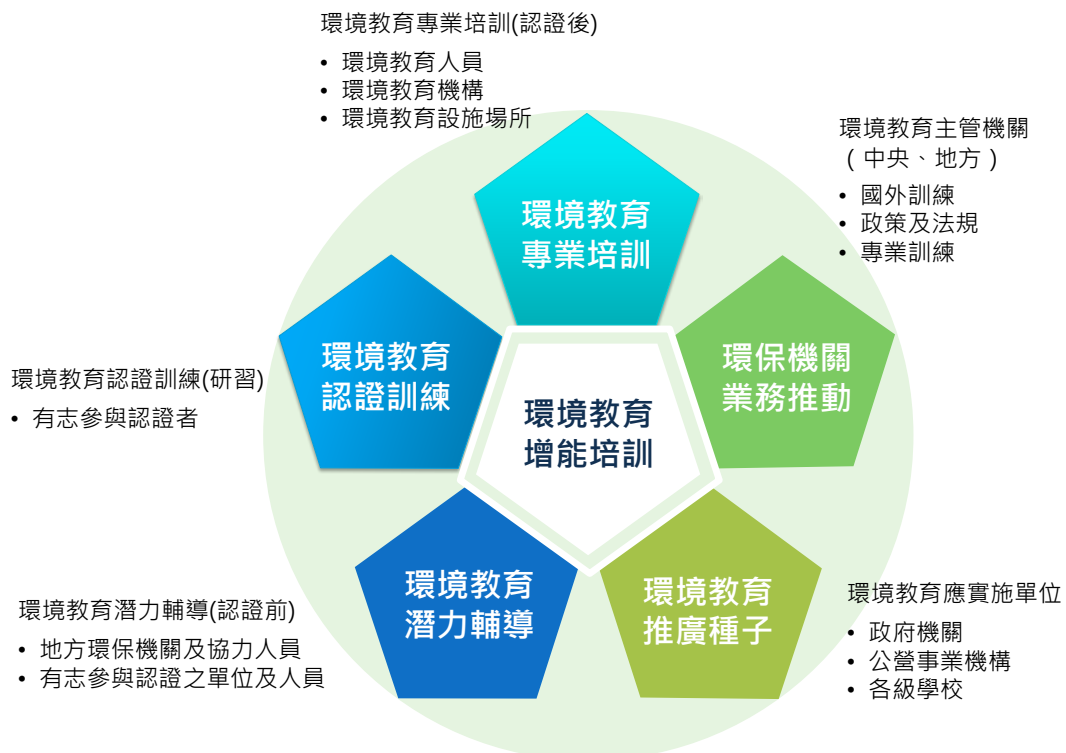 環境教育專業培訓(認證後)
• 環境教育人員
• 環境教育機構
• 環境教育設施場所
環境教育主管機關
（中央、地方）
• 國外訓練
• 政策及法規
• 專業訓練
環境教育
專業培訓
環境教育
認證訓練
環保機關
業務推動
環境教育認證訓練(研習)
• 有志參與認證者
環境教育
增能培訓
環境教育
潛力輔導
環境教育
推廣種子
環境教育潛力輔導(認證前)
• 地方環保機關及協力人員
• 有志參與認證之單位及人員
環境教育應實施單位
• 政府機關
• 公營事業機構
• 各級學校